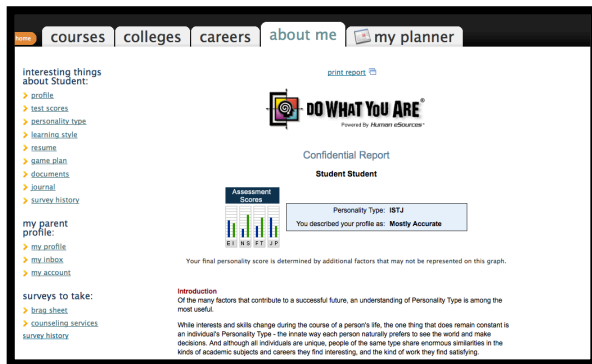 home
courses
colleges
careers
about me
my planner
interesting things
about Student:
profile
test scores
personality type
learning style
resume
game plan
documents
journal
survey history
my parent
profile:
my profile
my inbox
my account
surveys to take:
brag sheet
counseling services
survey history
print report
DO WHAT YOU ARE®
Powered By Human eSources™
Confidential Report
Student Student
Assessment
Scores
E I N S F T J P
Personality Type: ISTJ
You described your profile as: Mostly Accurate
Your final personality score is determined by additional factors that may not be represented on this graph.
Introduction
Of the many factors that contribute to a successful future, an understanding of Personality Type is among the
most useful.
While interests and skills change during the course of a person's life, the one thing that does remain constant is
an individual's Personality Type - the innate way each person naturally prefers to see the world and make
decisions. And although all individuals are unique, people of the same type share enormous similarities in the
kinds of academic subjects and careers they find interesting, and the kind of work they find satisfying.